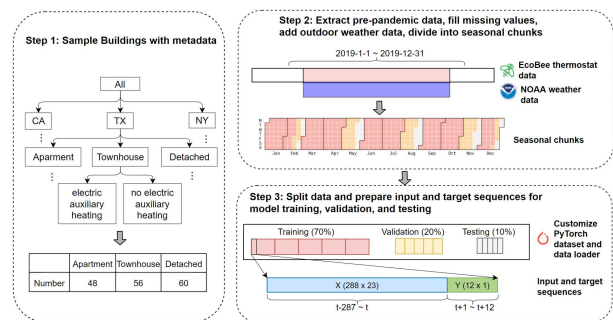 Step 1: Sample Buildings with metadata
All
CA
TX
NY
Aparment
Townhouse
Detached
electric
auxiliary
heating
no electric
auxiliary
heating
Apartment Townhouse Detached
Number 48 56 60
Step 2: Extract pre-pandemic data, fill missing values,
add outdoor weather data, divide into seasonal chunks
2019-1-1 ~ 2019-12-31
EcoBee thermostat
data
NOAA weather
data
M
T
W
T
F
S
S
Jan Feb Mar Apr May Jun Jul Aug Sep Oct Nov Dec
Seasonal chunks
Step 3: Split data and prepare input and target sequences for
model training, validation, and testing
Training (70%) Validation (20%) Testing (10%)
Customize
PyTorch
dataset and
data loader
X (288 x 23) Y (12 x 1)
Input and target
sequences
t-287 ~ t t+1 ~ t+12